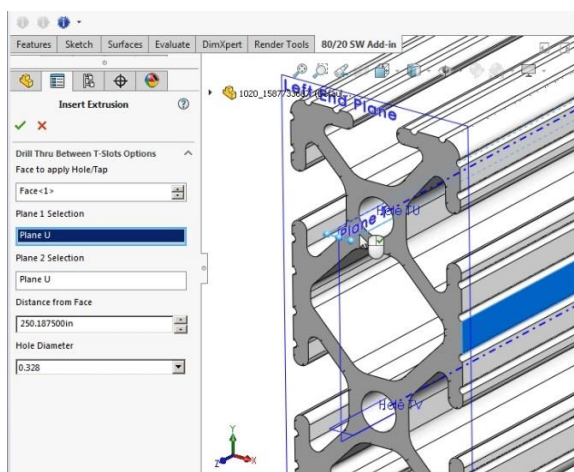 Features Sketch Surfaces Evaluate DimXpert Render Tools 80/20 SW Add-in
Insert Extrusion
Drill Thru Between T-Slots Options
Face to apply Hole/Tap
Face<1>
Plane 1 Selection
Plane U
Plane 2 Selection
Plane U
Distance from Face
250.187500in
Hole Diameter
0.328
Left End Plane
Hole TU
Hole TV
Y
Z
X